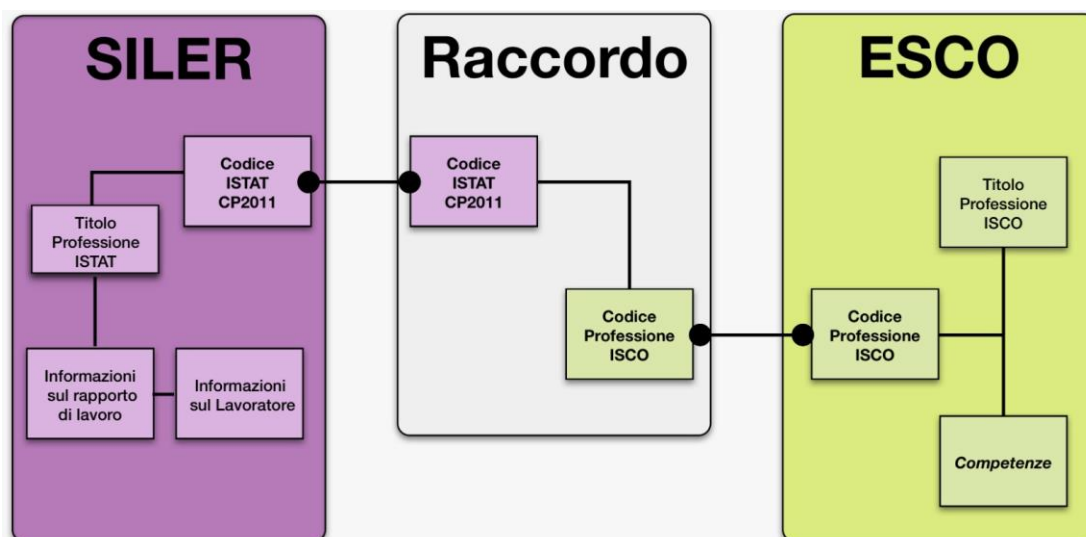 SILER
Codice
ISTAT
CP2011
Titolo
Professione
ISTAT
Informazioni
sul rapporto
di lavoro
Informazioni
sul Lavoratore
Raccordo
Codice
ISTAT
CP2011
Codice
Professione
ISCO
ESCO
Titolo
Professione
ISCO
Codice
Professione
ISCO
Competenze